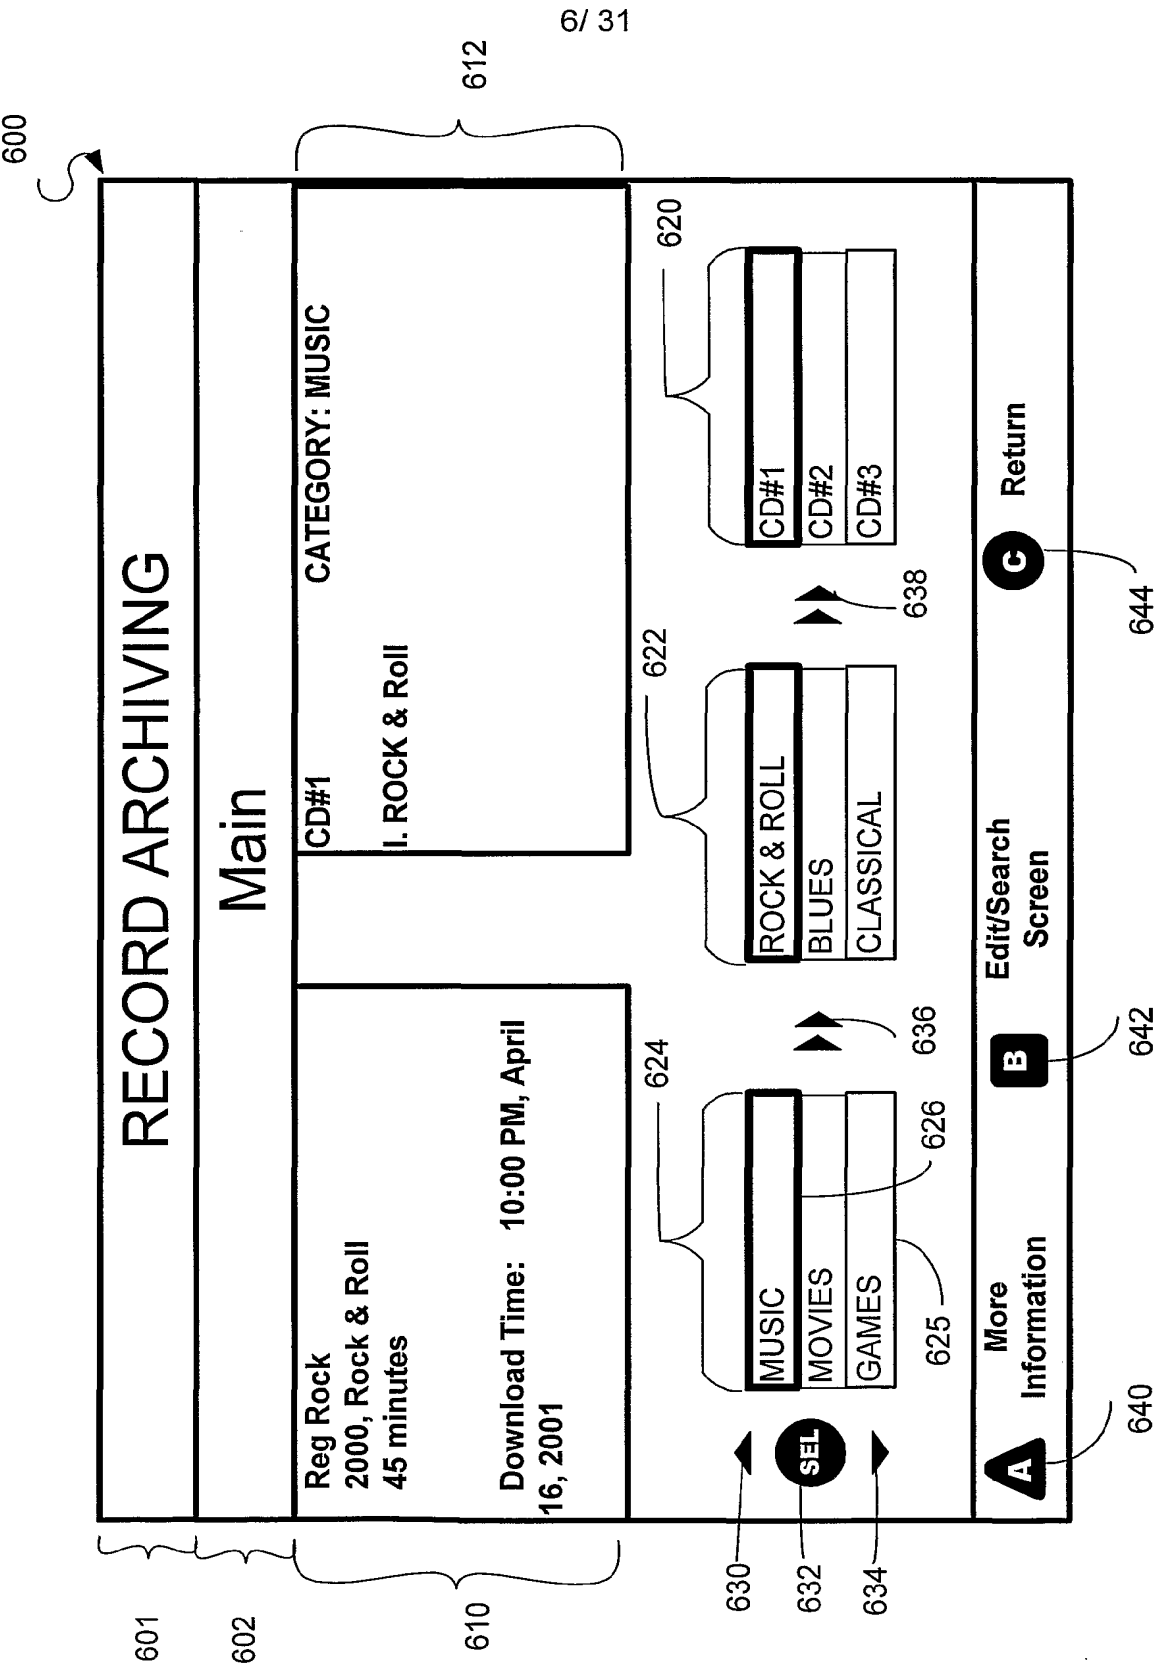 6/ 31
600
601
RECORD ARCHIVING
602
Main
610
612
Reg Rock
2000, Rock & Roll
45 minutes
Download Time: 10:00 PM, April
16, 2001
CD#1 CATEGORY: MUSIC
I. ROCK & Roll
624
622
620
630
632
634
SEL
MUSIC
MOVIES
GAMES
625
626
636
ROCK & ROLL
BLUES
CLASSICAL
638
CD#1
CD#2
CD#3
A
More
Information
640
B
Edit/Search
Screen
642
C
Return
644